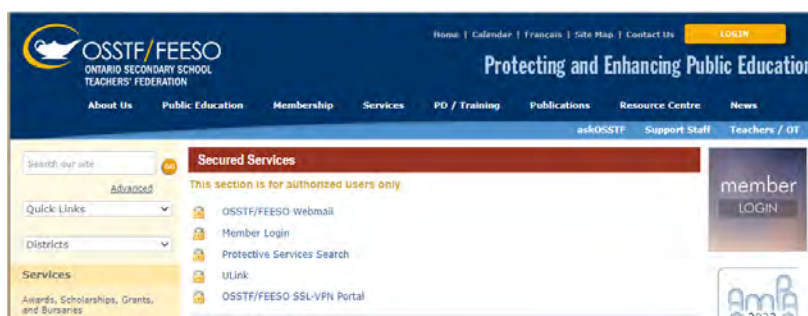 Home | Calendar | Français | Site Map | Contact Us
LOGIN
OSSTF/FEESO
ONTARIO SECONDARY SCHOOL
TEACHERS' FEDERATION
Protecting and Enhancing Public Education
About Us Public Education Membership Services PD / Training Publications Resource Centre News
askOSSTF Support Staff Teachers / OT
Search our site
GO
Advanced
Quick Links
Districts
Services
Awards, Scholarships, Grants,
and Bursaries
Secured Services
This section is for authorized users only
OSSTF/FEESO Webmail
Member Login
Protective Services Search
ULink
OSSTF/FEESO SSL-VPN Portal
member
LOGIN
AMPA
2022